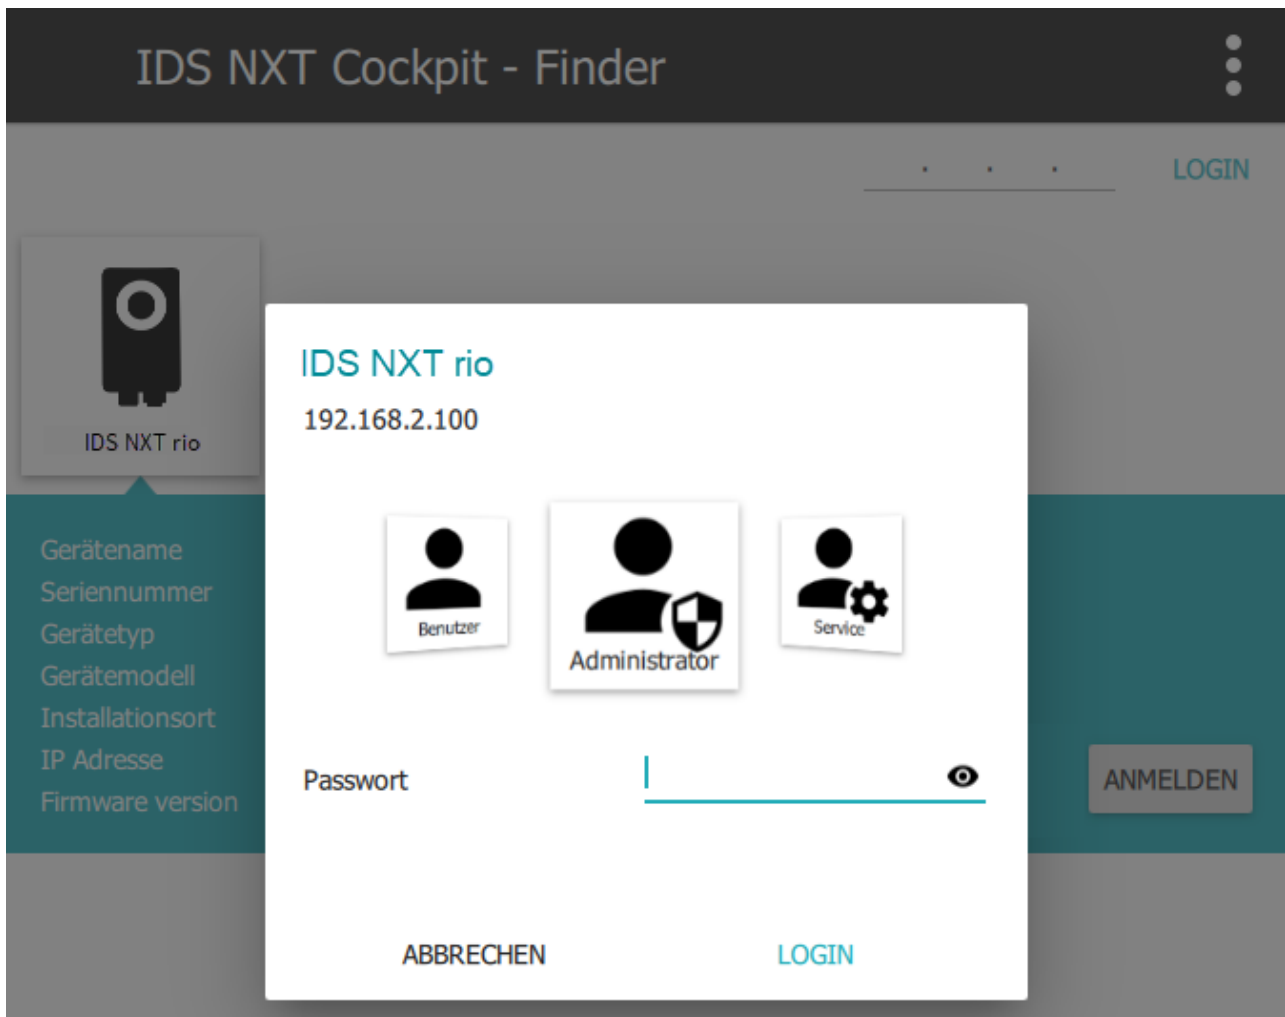 IDS NXT Cockpit - Finder
. . . LOGIN
IDS NXT rio
Gerätename
Seriennummer
Gerätetyp
Gerätemodell
Installationsort
IP Adresse
Firmware version
ANMELDEN
IDS NXT rio
192.168.2.100
Benutzer
Administrator
Service
Passwort
ABBRECHEN LOGIN